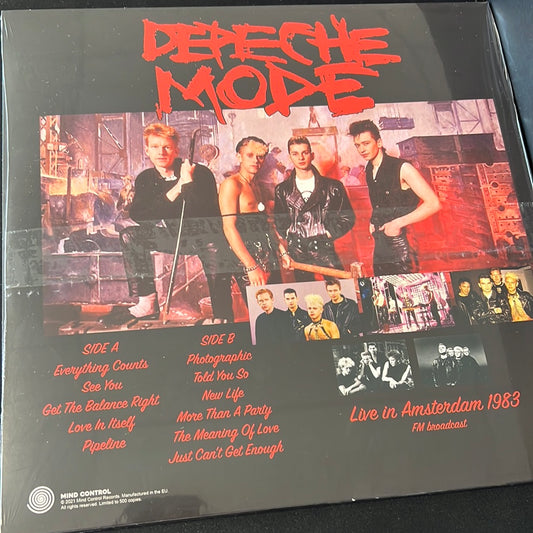 DEPECHE
MODE
SIDE A
Everything Counts
See You
Get The Balance Right
Love In Itself
Pipeline
SIDE B
Photographic
Told You So
New Life
More Than A Party
The Meaning Of Love
Just Can't Get Enough
Live in Amsterdam 1983
FM broadcast
MIND CONTROL
© 2021 Mind Control Records. Manufactured in the EU.
All rights reserved. Limited to 500 copies.